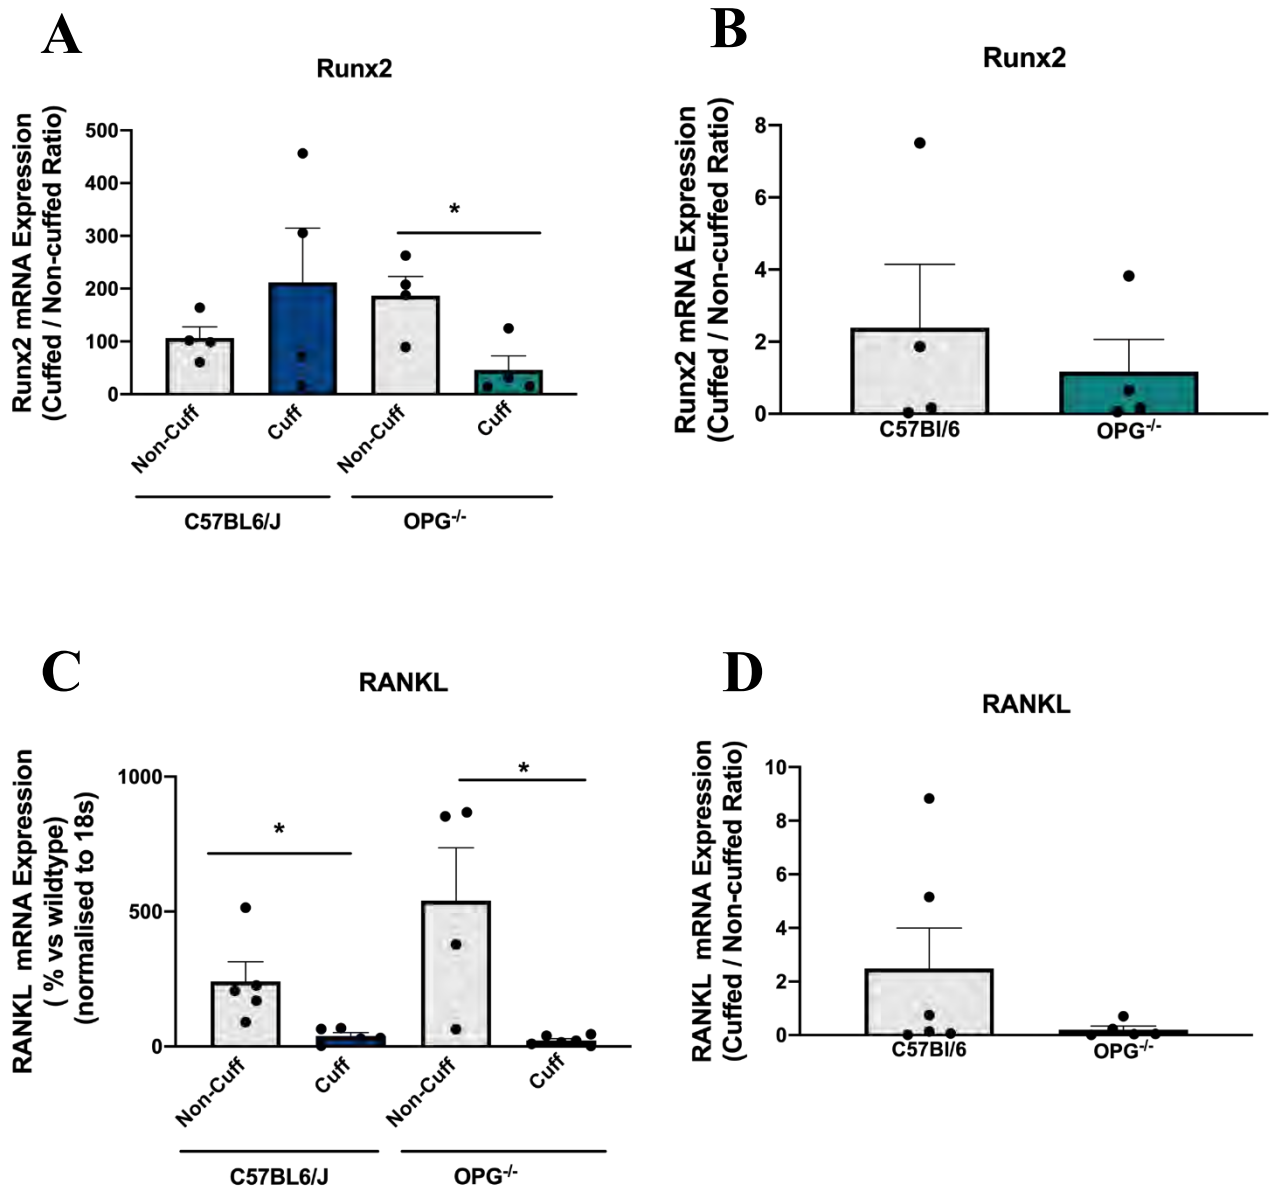 A
Runx2
Runx2 mRNA Expression
(Cuffed / Non-cuffed Ratio)
500
400
300
200
100
0
*
Non-Cuff
Cuff
Non-Cuff
Cuff
C57BL6/J
OPG-/-
B
Runx2
Runx2 mRNA Expression
(Cuffed / Non-cuffed Ratio)
8
6
4
2
0
C57Bl/6
OPG-/-
C
RANKL
RANKL mRNA Expression
( % vs wildtype)
(normalised to 18s)
1000
500
0
*
*
Non-Cuff
Cuff
Non-Cuff
Cuff
C57BL6/J
OPG-/-
D
RANKL
RANKL mRNA Expression
(Cuffed / Non-cuffed Ratio)
10
8
6
4
2
0
C57Bl/6
OPG-/-